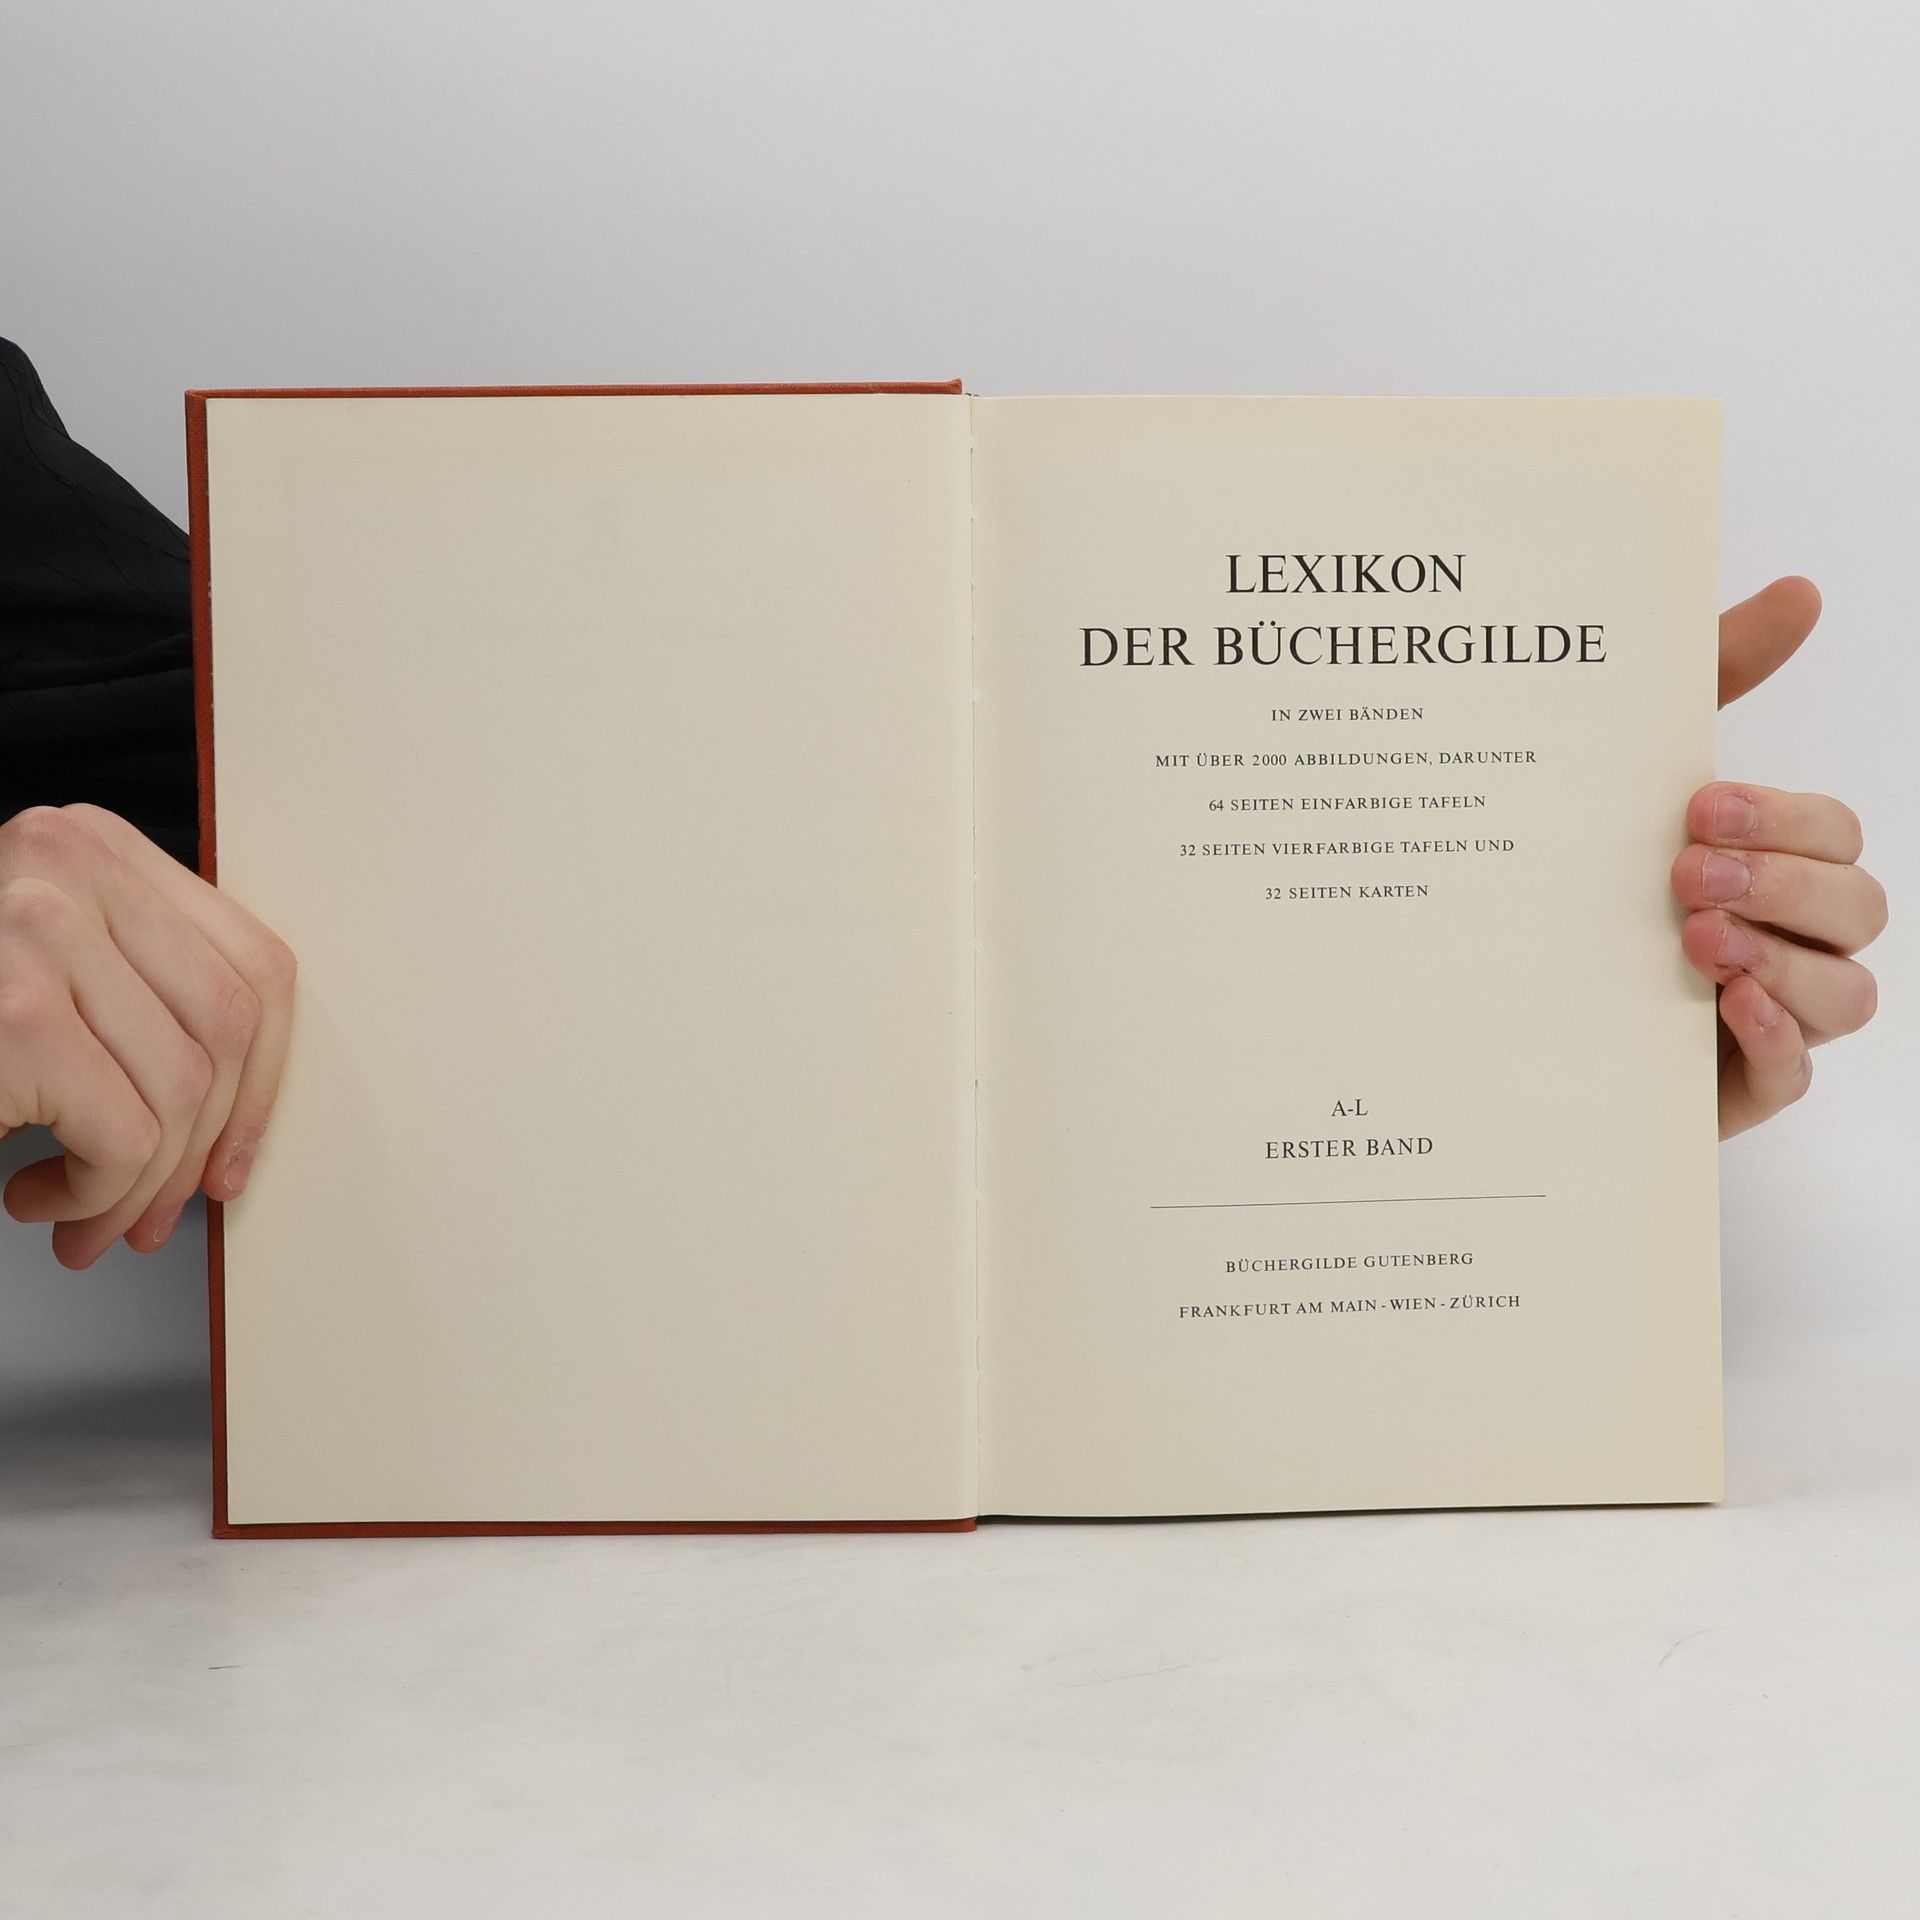 LEXIKON
DER BÜCHERGILDE
IN ZWEI BÄNDEN
MIT ÜBER 2000 ABBILDUNGEN, DARUNTER
64 SEITEN EINFARBIGE TAFELN
32 SEITEN VIERFARBIGE TAFELN UND
32 SEITEN KARTEN
A-L
ERSTER BAND
BÜCHERGILDE GUTENBERG
FRANKFURT AM MAIN - WIEN - ZÜRICH